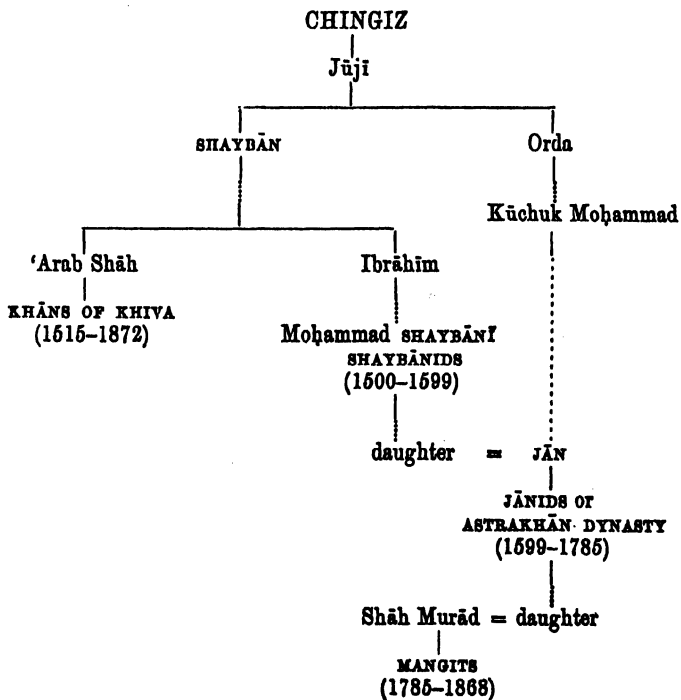 CHINGIZ
Jūjī
SHAYBĀN Orda
Kūchuk Moḥammad
‘Arab Shāh Ibrāhīm
KHĀNS OF KHIVA
(1515–1872)
Moḥammad SHAYBĀNĪ
SHAYBĀNIDS
(1500–1599)
daughter = JĀN
JĀNIDS or
ASTRAKHĀN DYNASTY
(1599–1785)
Shāh Murād = daughter
MANGITS
(1785–1868)